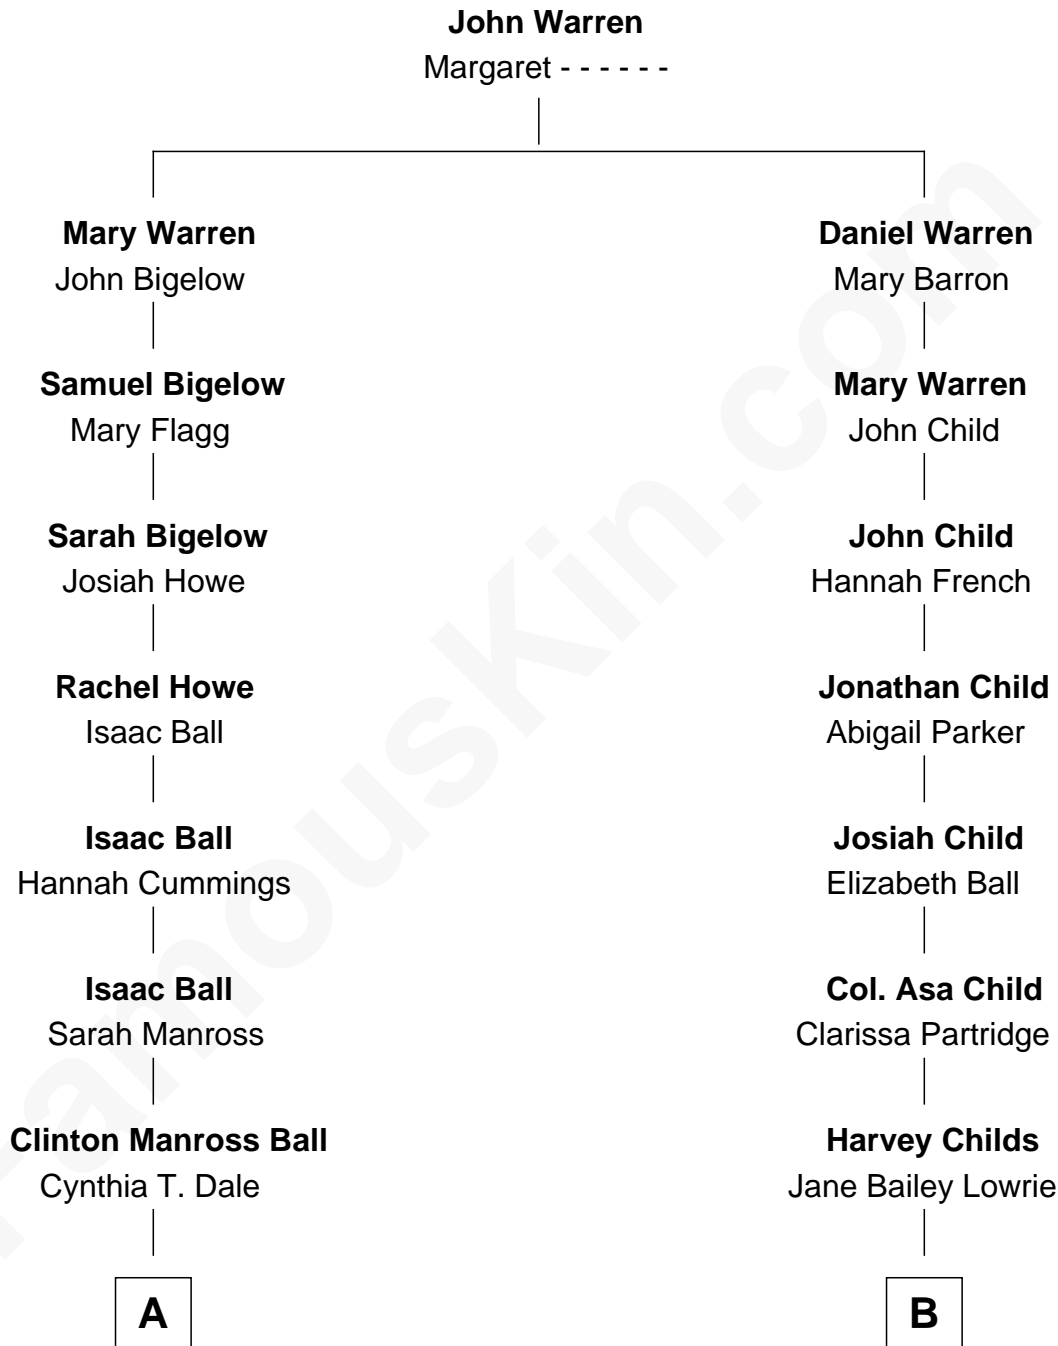 John Warren
Margaret - - - - - -
Mary Warren
John Bigelow
Daniel Warren
Mary Barron
Samuel Bigelow
Mary Flagg
Mary Warren
John Child
Sarah Bigelow
Josiah Howe
John Child
Hannah French
Rachel Howe
Isaac Ball
Jonathan Child
Abigail Parker
Isaac Ball
Hannah Cummings
Josiah Child
Elizabeth Ball
Isaac Ball
Sarah Manross
Col. Asa Child
Clarissa Partridge
Clinton Manross Ball
Cynthia T. Dale
Harvey Childs
Jane Bailey Lowrie
A
B
FamousKin.com